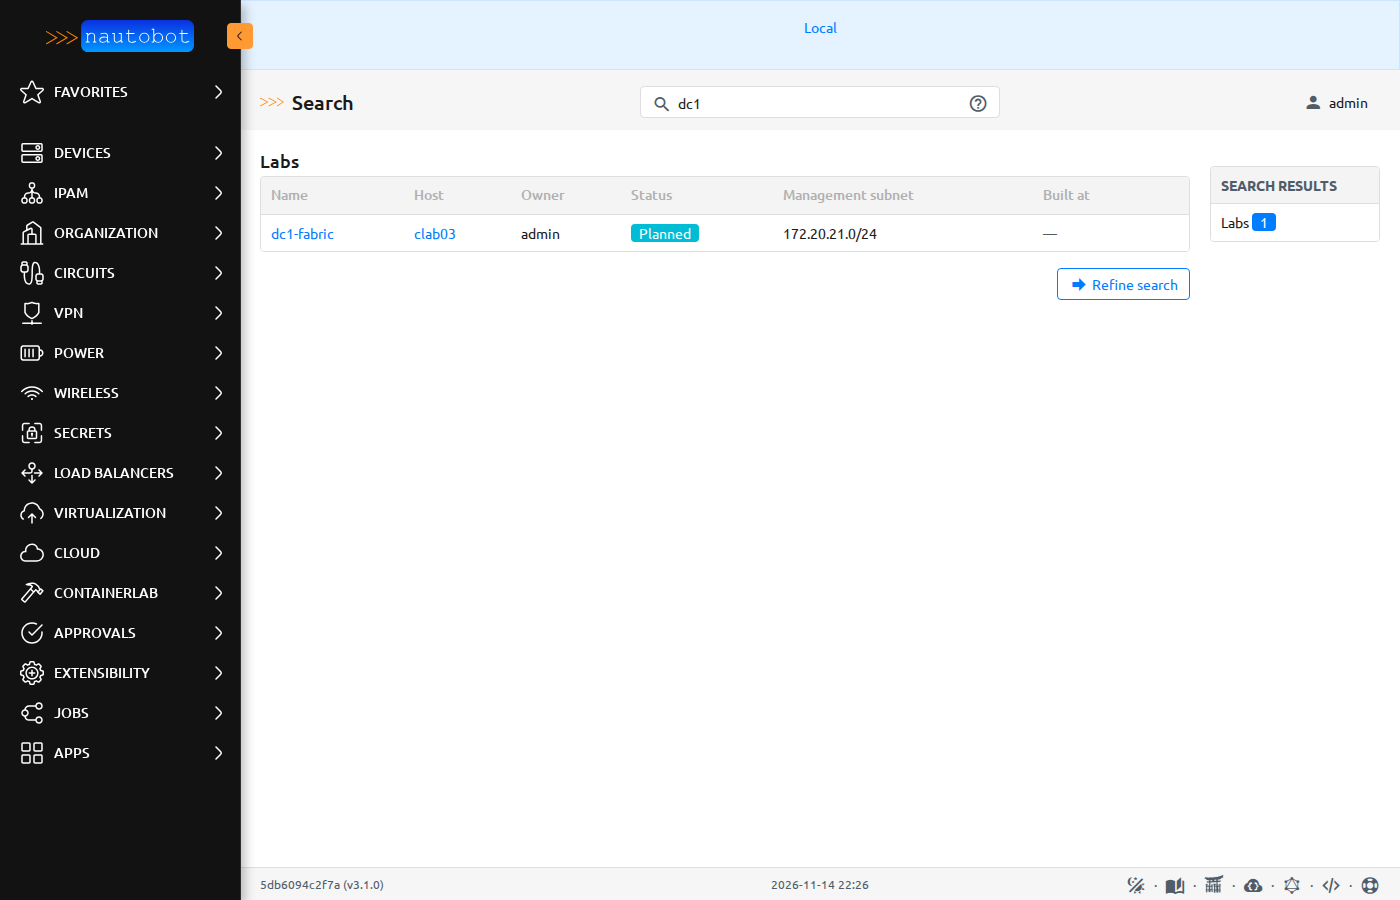 nautobot
Local
FAVORITES
Search
dc1
admin
DEVICES
IPAM
ORGANIZATION
CIRCUITS
VPN
POWER
WIRELESS
SECRETS
LOAD BALANCERS
VIRTUALIZATION
CLOUD
CONTAINERLAB
APPROVALS
EXTENSIBILITY
JOBS
APPS
Labs
Name Host Owner Status Management subnet Built at
dc1-fabric clab03 admin Planned 172.20.21.0/24 —
Refine search
SEARCH RESULTS
Labs 1
5db6094c2f7a (v3.1.0)
2026-11-14 22:26